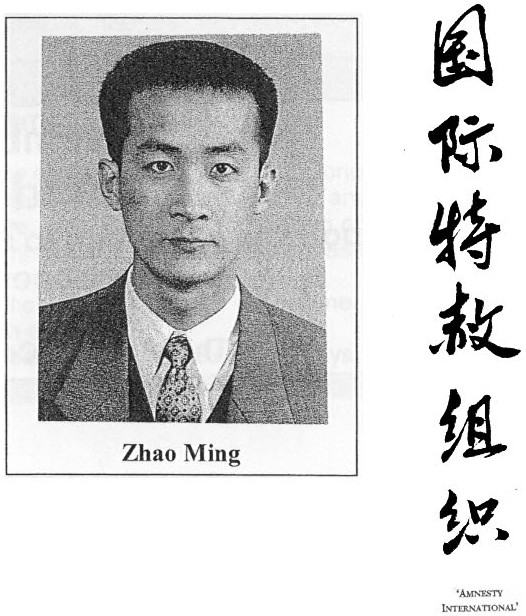 Zhao Ming
国际特赦组织
'AMNESTY
INTERNATIONAL'